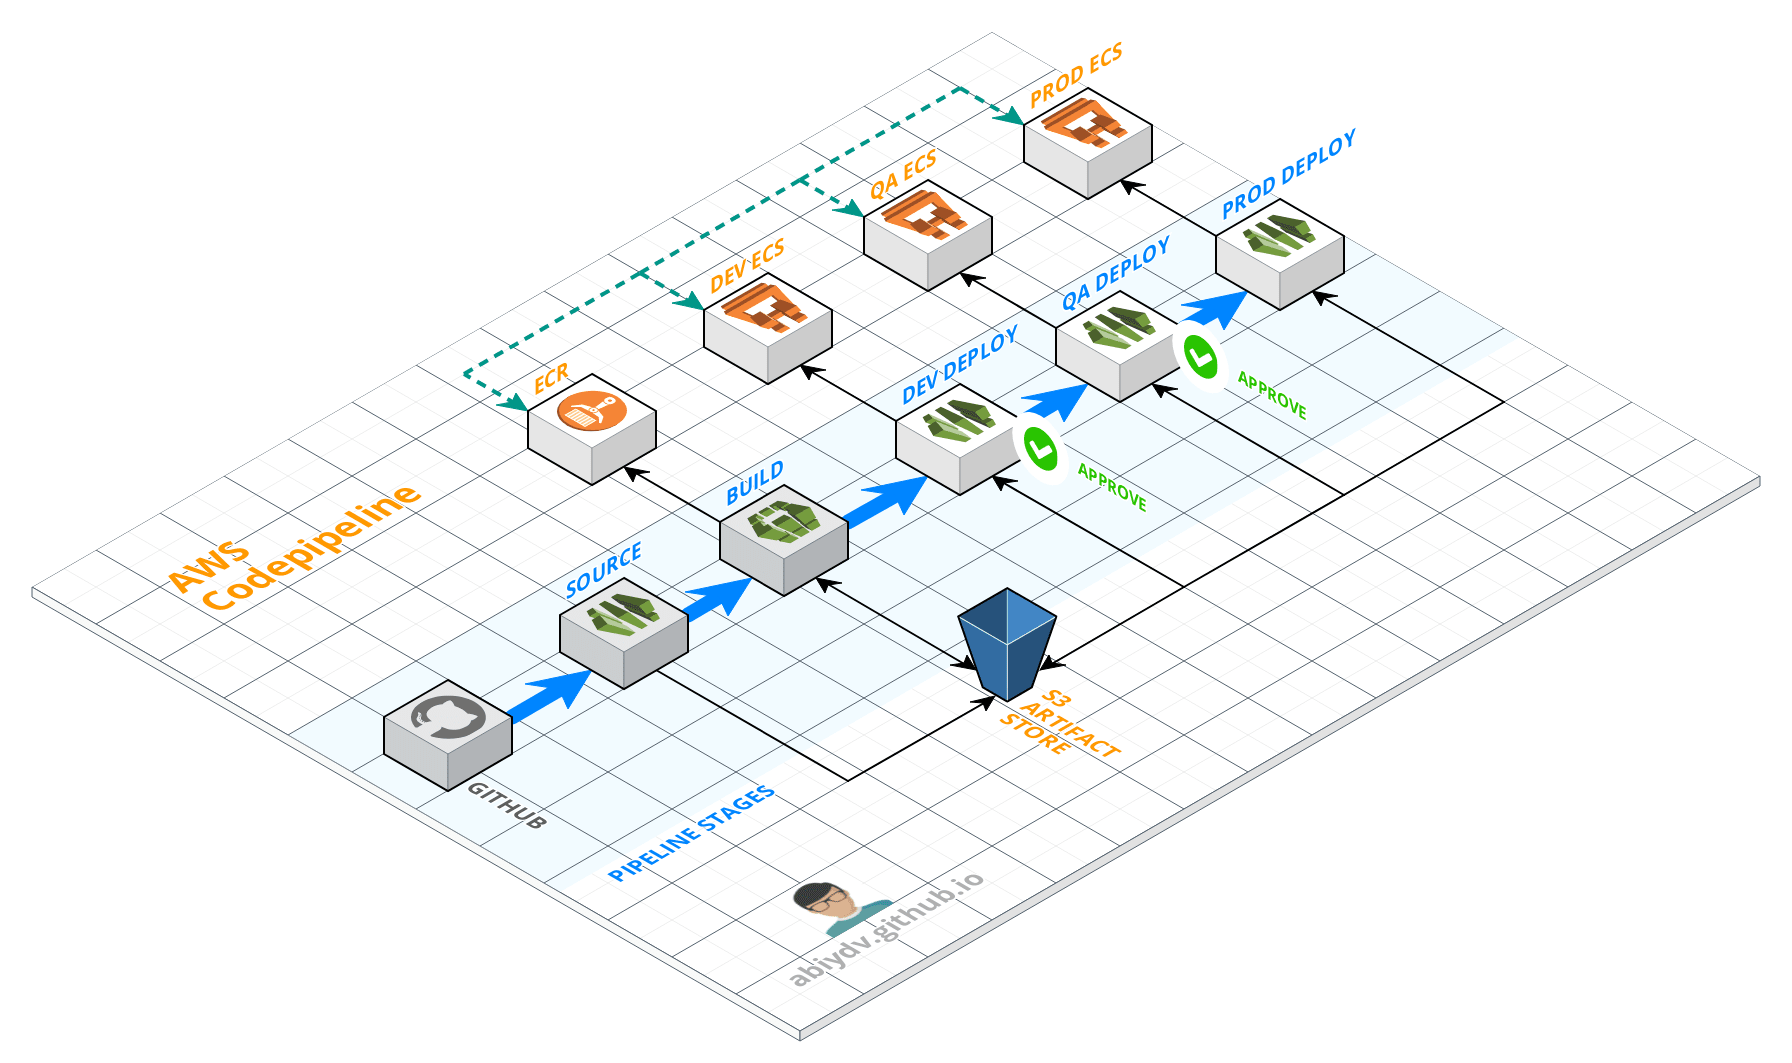 PROD ECS
PROD DEPLOY
QA ECS
QA DEPLOY
DEV ECS
DEV DEPLOY
APPROVE
ECR
BUILD
APPROVE
AWS
Codepipeline
SOURCE
S3
ARTIFACT
STORE
GITHUB
PIPELINE STAGES
abiydv.github.io